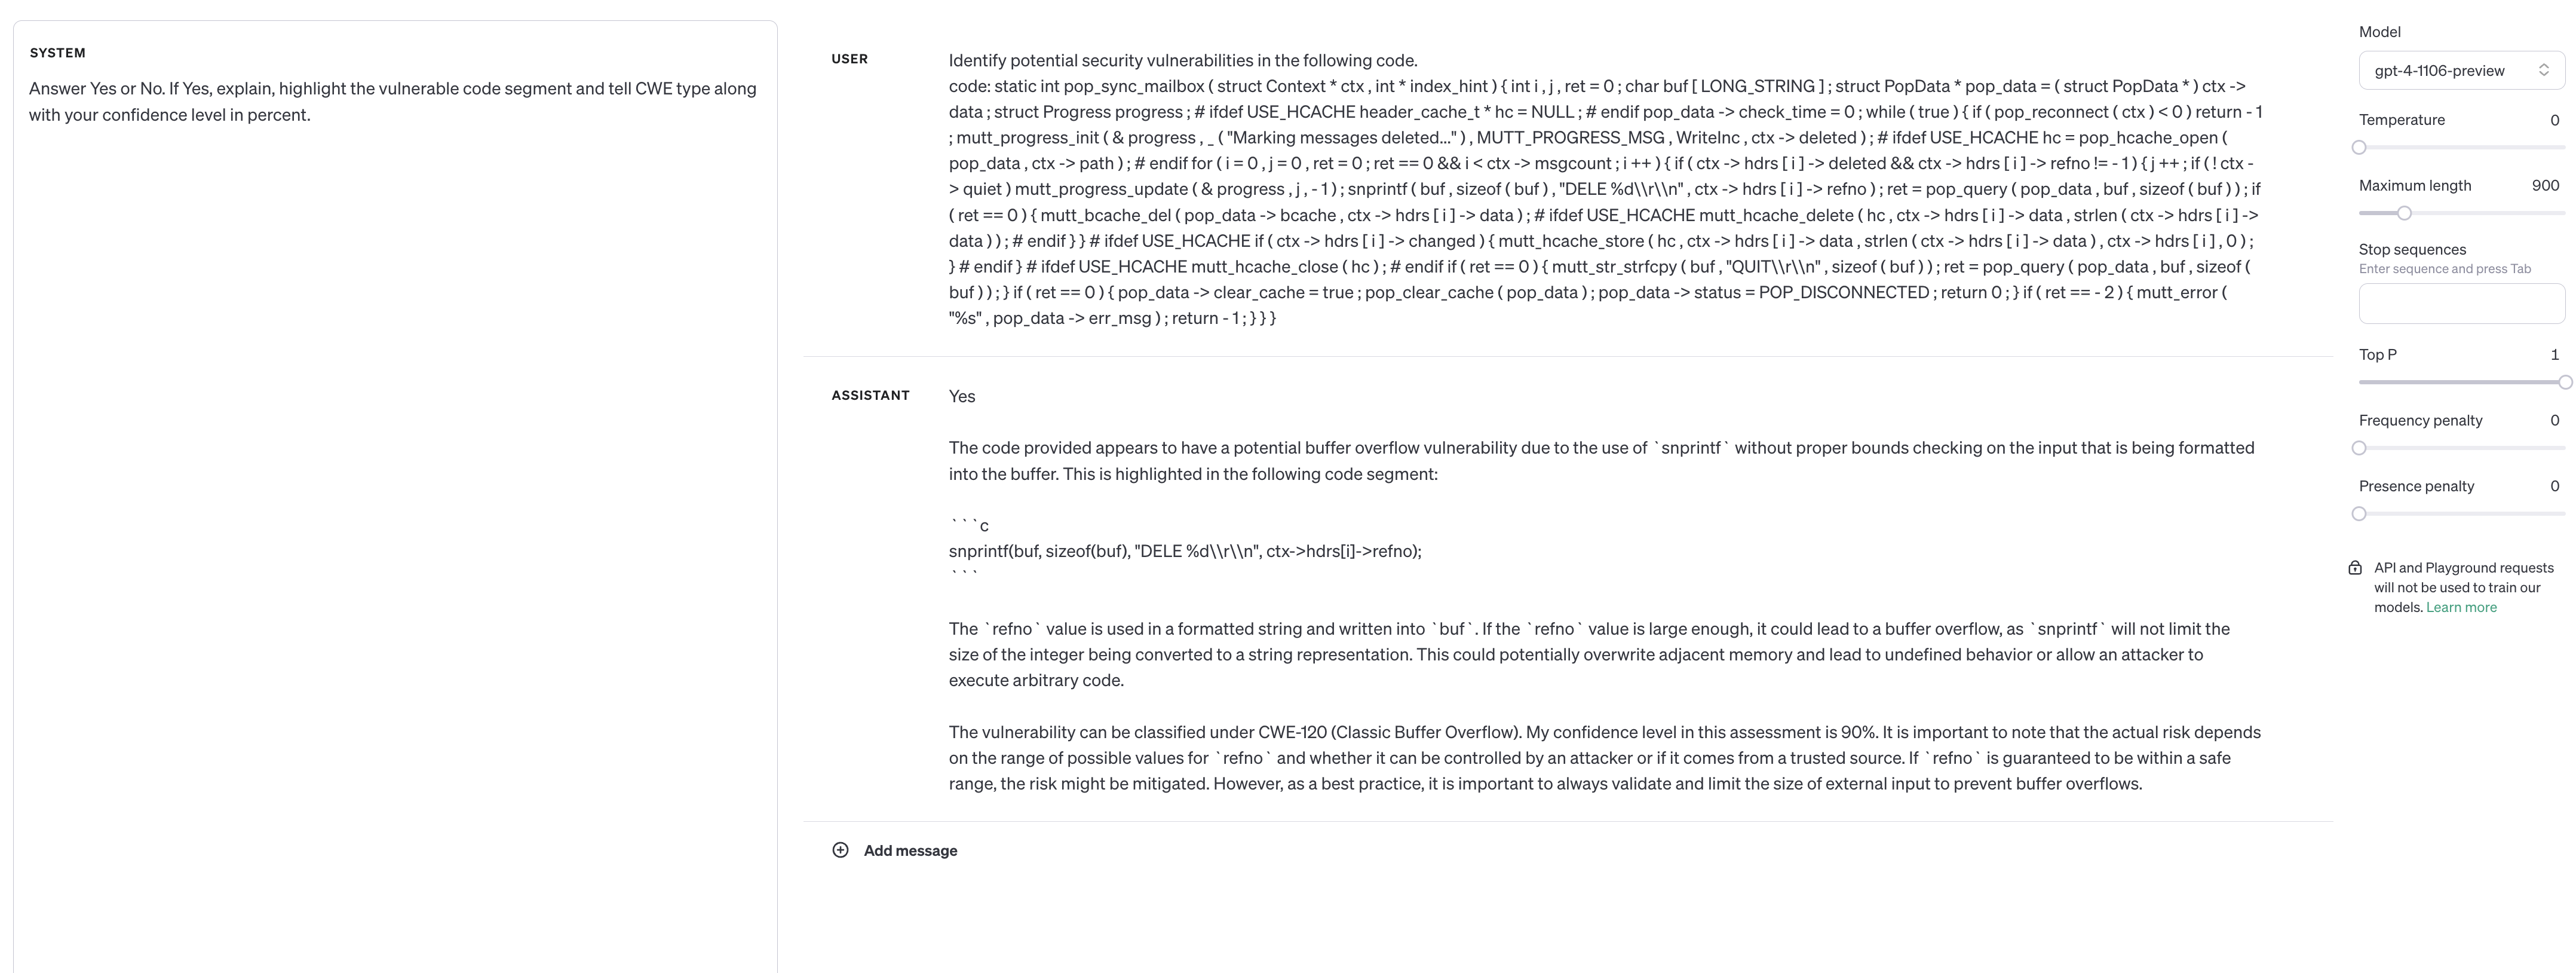 SYSTEM
Answer Yes or No. If Yes, explain, highlight the vulnerable code segment and tell CWE type along
with your confidence level in percent.
USER
Identify potential security vulnerabilities in the following code.
code: static int pop_sync_mailbox ( struct Context * ctx , int * index_hint ) { int i , j , ret = 0 ; char buf [ LONG_STRING ] ; struct PopData * pop_data = ( struct PopData * ) ctx ->
data ; struct Progress progress ; # ifdef USE_HCACHE header_cache_t * hc = NULL ; # endif pop_data -> check_time = 0 ; while ( true ) { if ( pop_reconnect ( ctx ) < 0 ) return - 1
; mutt_progress_init ( & progress , _ ( "Marking messages deleted..." ) , MUTT_PROGRESS_MSG , WriteInc , ctx -> deleted ) ; # ifdef USE_HCACHE hc = pop_hcache_open (
pop_data , ctx -> path ) ; # endif for ( i = 0 , j = 0 , ret = 0 ; ret == 0 && i < ctx -> msgcount ; i ++ ) { if ( ctx -> hdrs [ i ] -> deleted && ctx -> hdrs [ i ] -> refno != - 1 ) { j ++ ; if ( ! ctx -
> quiet ) mutt_progress_update ( & progress , j , - 1 ) ; snprintf ( buf , sizeof ( buf ) , "DELE %d\\r\\n" , ctx -> hdrs [ i ] -> refno ) ; ret = pop_query ( pop_data , buf , sizeof ( buf ) ) ; if
( ret == 0 ) { mutt_bcache_del ( pop_data -> bcache , ctx -> hdrs [ i ] -> data ) ; # ifdef USE_HCACHE mutt_hcache_delete ( hc , ctx -> hdrs [ i ] -> data , strlen ( ctx -> hdrs [ i ] ->
data ) ) ; # endif } } # ifdef USE_HCACHE if ( ctx -> hdrs [ i ] -> changed ) { mutt_hcache_store ( hc , ctx -> hdrs [ i ] -> data , strlen ( ctx -> hdrs [ i ] -> data ) , ctx -> hdrs [ i ] , 0 ) ;
} # endif } # ifdef USE_HCACHE mutt_hcache_close ( hc ) ; # endif if ( ret == 0 ) { mutt_str_strfcpy ( buf , "QUIT\\r\\n" , sizeof ( buf ) ) ; ret = pop_query ( pop_data , buf , sizeof (
buf ) ) ; } if ( ret == 0 ) { pop_data -> clear_cache = true ; pop_clear_cache ( pop_data ) ; pop_data -> status = POP_DISCONNECTED ; return 0 ; } if ( ret == - 2 ) { mutt_error (
"%s" , pop_data -> err_msg ) ; return - 1 ; } } }
ASSISTANT
Yes
The code provided appears to have a potential buffer overflow vulnerability due to the use of `snprintf` without proper bounds checking on the input that is being formatted
into the buffer. This is highlighted in the following code segment:
```c
snprintf(buf, sizeof(buf), "DELE %d\\r\\n", ctx->hdrs[i]->refno);
```
The `refno` value is used in a formatted string and written into `buf`. If the `refno` value is large enough, it could lead to a buffer overflow, as `snprintf` will not limit the
size of the integer being converted to a string representation. This could potentially overwrite adjacent memory and lead to undefined behavior or allow an attacker to
execute arbitrary code.
The vulnerability can be classified under CWE-120 (Classic Buffer Overflow). My confidence level in this assessment is 90%. It is important to note that the actual risk depends
on the range of possible values for `refno` and whether it can be controlled by an attacker or if it comes from a trusted source. If `refno` is guaranteed to be within a safe
range, the risk might be mitigated. However, as a best practice, it is important to always validate and limit the size of external input to prevent buffer overflows.
Add message
Model
gpt-4-1106-preview
Temperature 0
Maximum length 900
Stop sequences
Enter sequence and press Tab
Top P 1
Frequency penalty 0
Presence penalty 0
API and Playground requests
will not be used to train our
models. Learn more